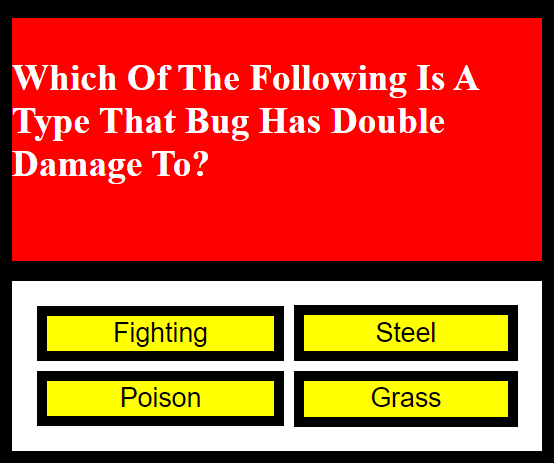 Which Of The Following Is A
Type That Bug Has Double
Damage To?
Fighting
Steel
Poison
Grass